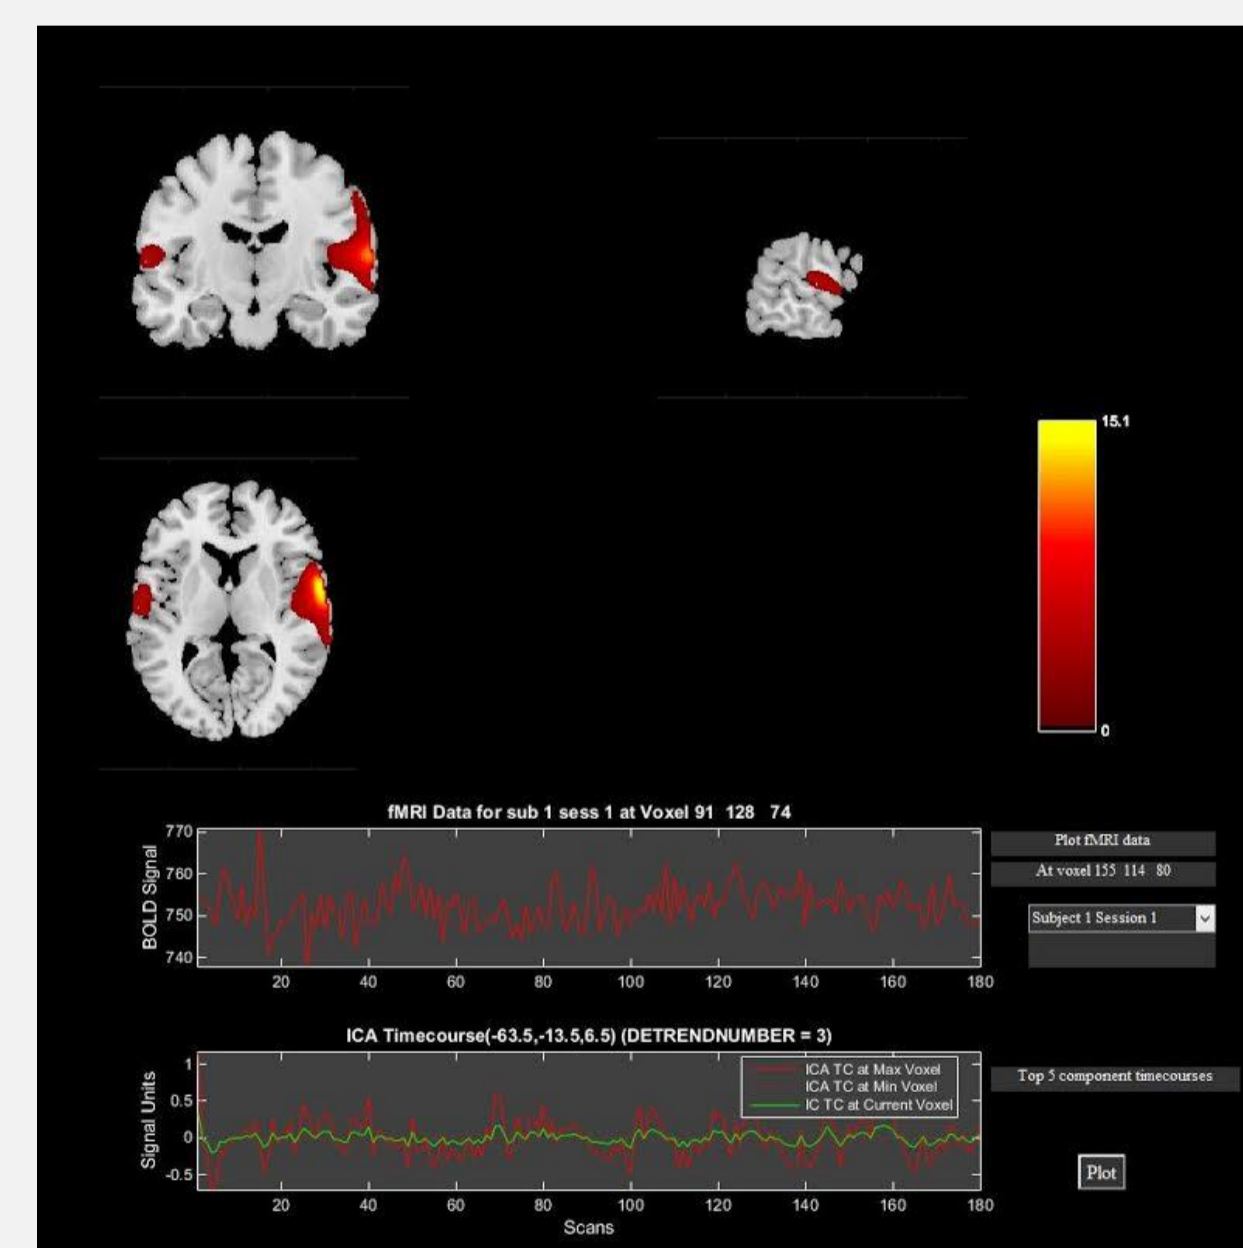 15.1
0
fMRI Data for sub 1 sess 1 at Voxel 91 128 74
BOLD Signal
770
760
750
740
20 40 60 80 100 120 140 160 180
Plot fMRI data
At voxel 155 114 80
Subject 1 Session 1
ICA Timecourse(-63.5,-13.5,6.5) (DETRENDNUMBER = 3)
Signal Units
1
0.5
0
-0.5
ICA TC at Max Voxel
ICA TC at Min Voxel
IC TC at Current Voxel
20 40 60 80 100 120 140 160 180
Scans
Top 5 component timecourses
Plot